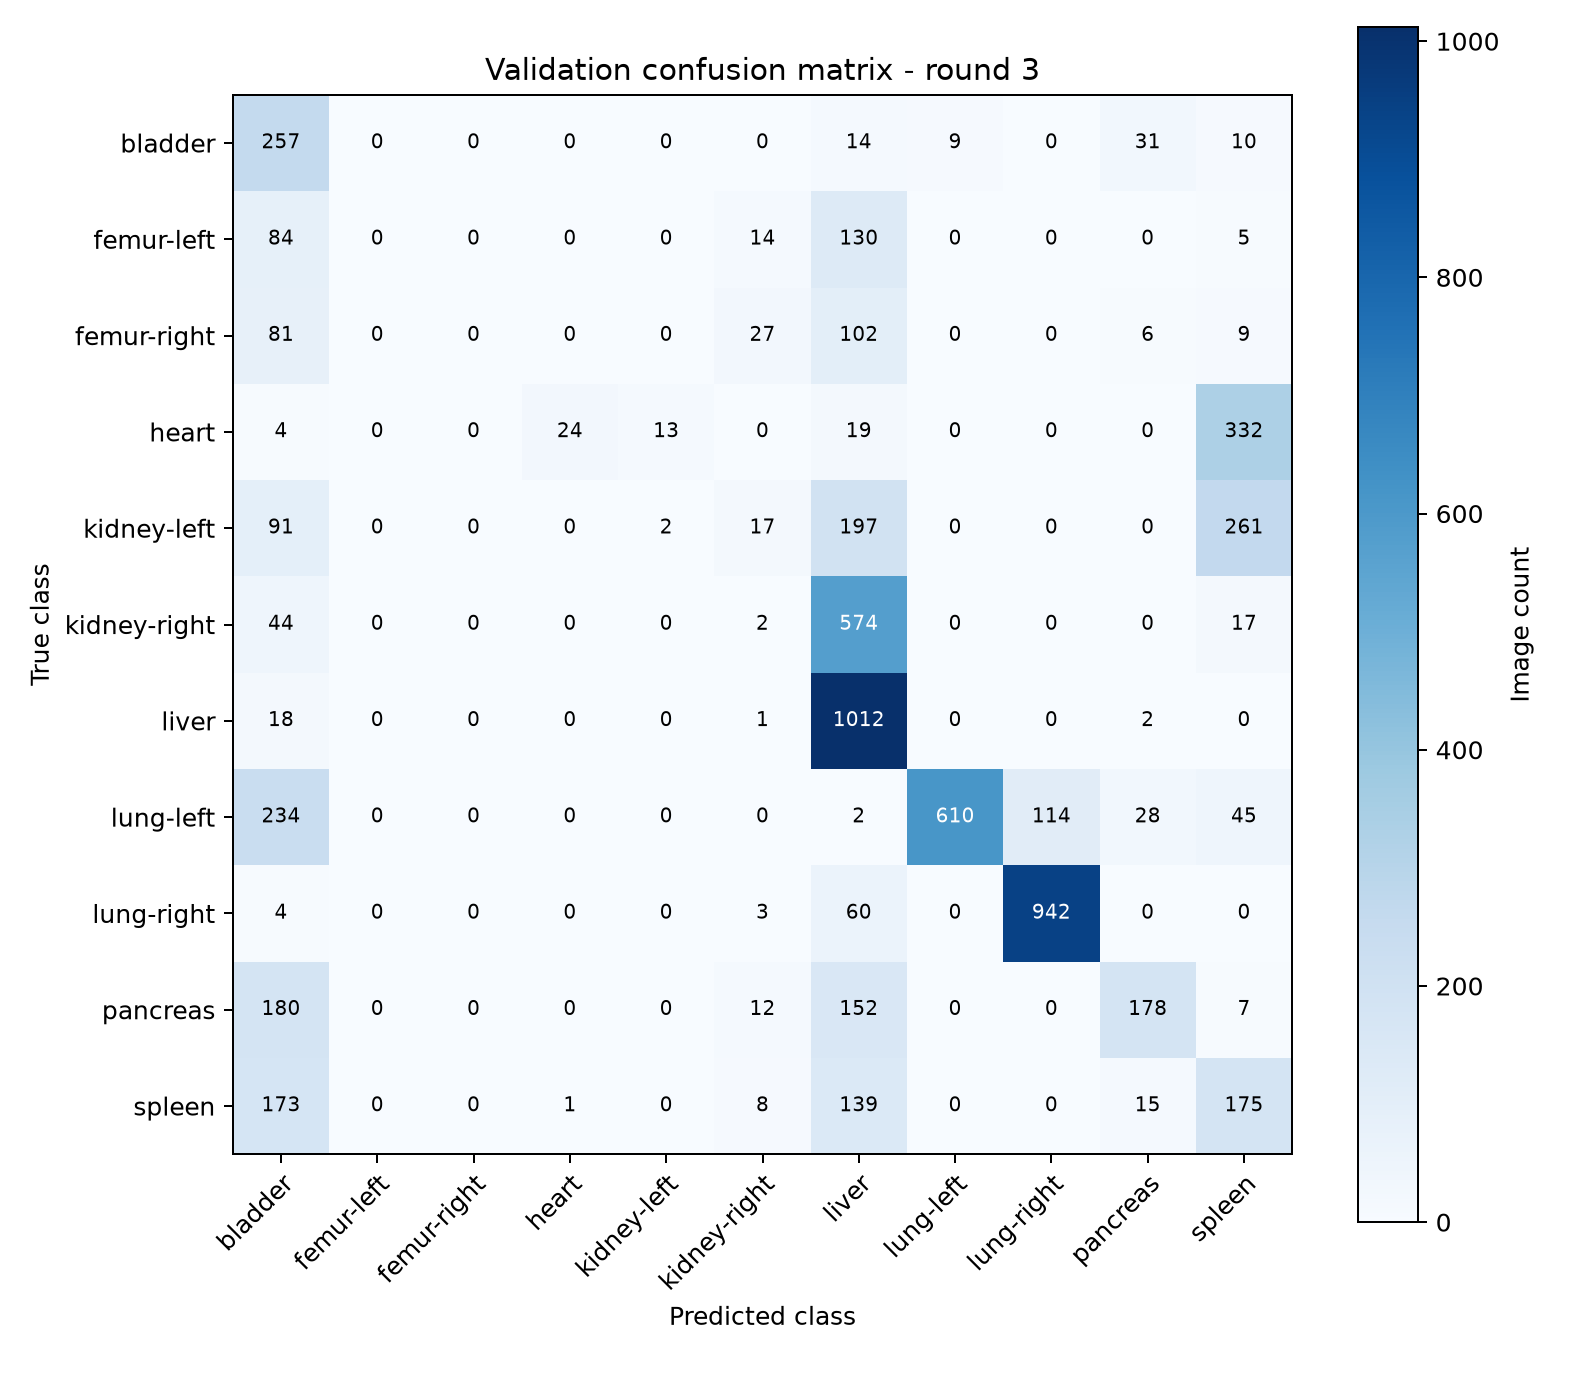 Validation confusion matrix - round 3
bladder 257 0 0 0 0 0 14 9 0 31 10
femur-left 84 0 0 0 0 14 130 0 0 0 5
femur-right 81 0 0 0 0 27 102 0 0 6 9
heart 4 0 0 24 13 0 19 0 0 0 332
kidney-left 91 0 0 0 2 17 197 0 0 0 261
kidney-right 44 0 0 0 0 2 574 0 0 0 17
liver 18 0 0 0 0 1 1012 0 0 2 0
lung-left 234 0 0 0 0 0 2 610 114 28 45
lung-right 4 0 0 0 0 3 60 0 942 0 0
pancreas 180 0 0 0 0 12 152 0 0 178 7
spleen 173 0 0 1 0 8 139 0 0 15 175
bladder femur-left femur-right heart kidney-left kidney-right liver lung-left lung-right pancreas spleen
Predicted class
True class
1000
800
600
400
200
0
Image count